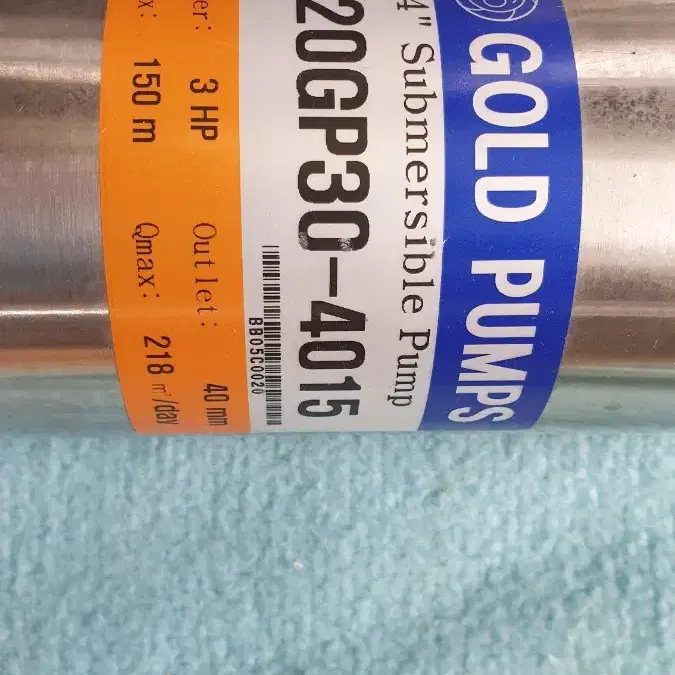 GOLD PUMPS
4" Submersible Pump
20GP30-4015
BB05C0020
er: 3 HP Outlet: 40 mm
x: 150 m Qmax: 218 m³/day